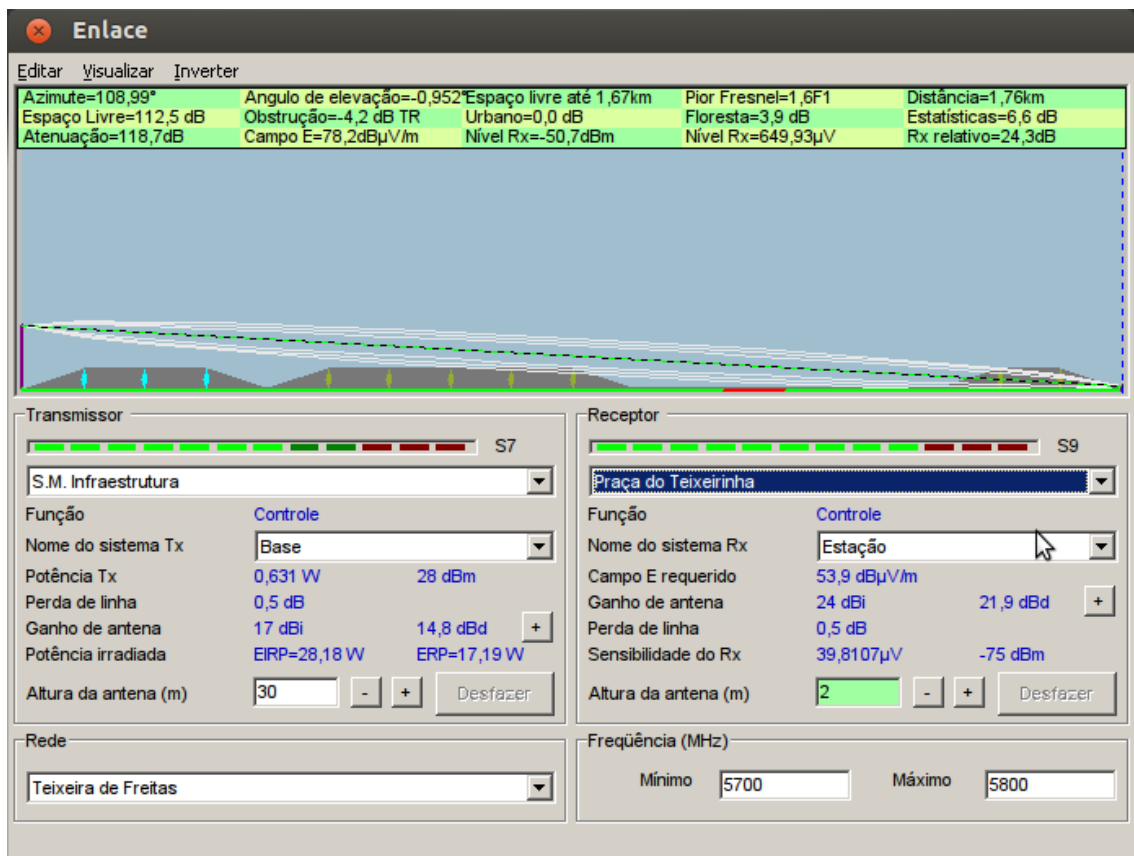 Enlace
Editar Visualizar Inverter
Azimute=108,99° Angulo de elevação=-0,952° Espaço livre até 1,67km Pior Fresnel=1,6F1 Distância=1,76km
Espaço Livre=112,5 dB Obstrução=-4,2 dB TR Urbano=0,0 dB Floresta=3,9 dB Estatísticas=6,6 dB
Atenuação=118,7dB Campo E=78,2dBµV/m Nível Rx=-50,7dBm Nível Rx=649,93µV Rx relativo=24,3dB
Transmissor
S7
S.M. Infraestrutura
Função Controle
Nome do sistema Tx Base
Potência Tx 0,631 W 28 dBm
Perda de linha 0,5 dB
Ganho de antena 17 dBi 14,8 dBd +
Potência irradiada EIRP=28,18 W ERP=17,19 W
Altura da antena (m) 30 - + Desfazer
Receptor
S9
Praça do Teixeirinha
Função Controle
Nome do sistema Rx Estação
Campo E requerido 53,9 dBµV/m
Ganho de antena 24 dBi 21,9 dBd +
Perda de linha 0,5 dB
Sensibilidade do Rx 39,8107µV -75 dBm
Altura da antena (m) 2 - + Desfazer
Rede
Teixeira de Freitas
Freqüência (MHz)
Mínimo 5700 Máximo 5800